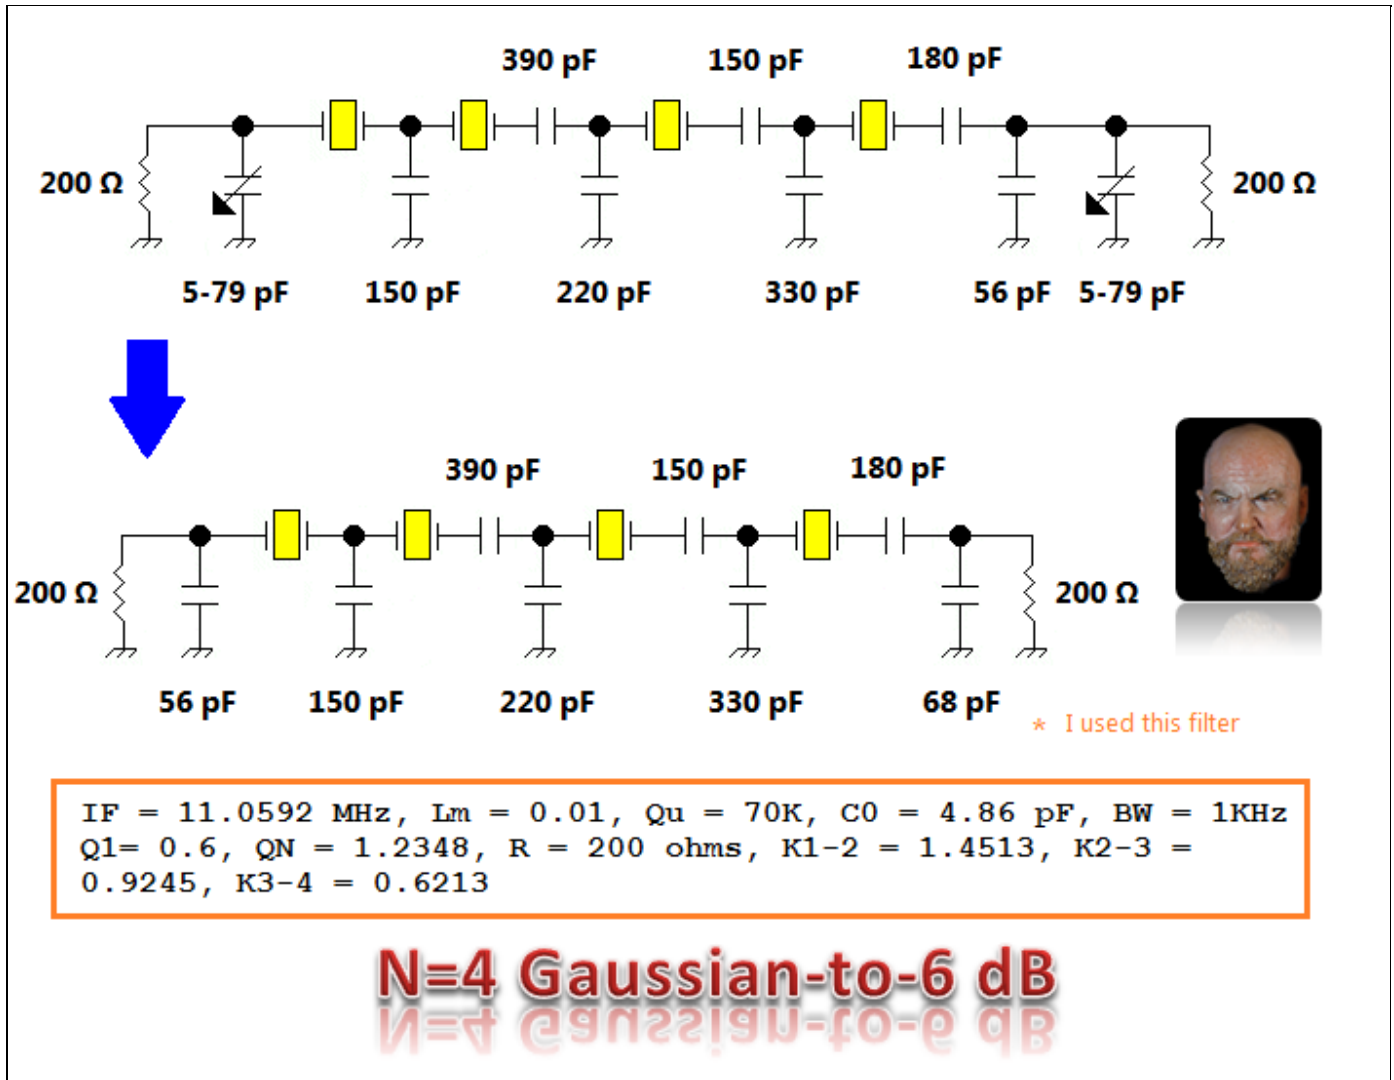 390 pF 150 pF 180 pF
200 Ω 200 Ω
5-79 pF 150 pF 220 pF 330 pF 56 pF 5-79 pF
390 pF 150 pF 180 pF
200 Ω 200 Ω
56 pF 150 pF 220 pF 330 pF 68 pF
* I used this filter
IF = 11.0592 MHz, Lm = 0.01, Qu = 70K, C0 = 4.86 pF, BW = 1KHz
Q1= 0.6, QN = 1.2348, R = 200 ohms, K1-2 = 1.4513, K2-3 =
0.9245, K3-4 = 0.6213
N=4 Gaussian-to-6 dB